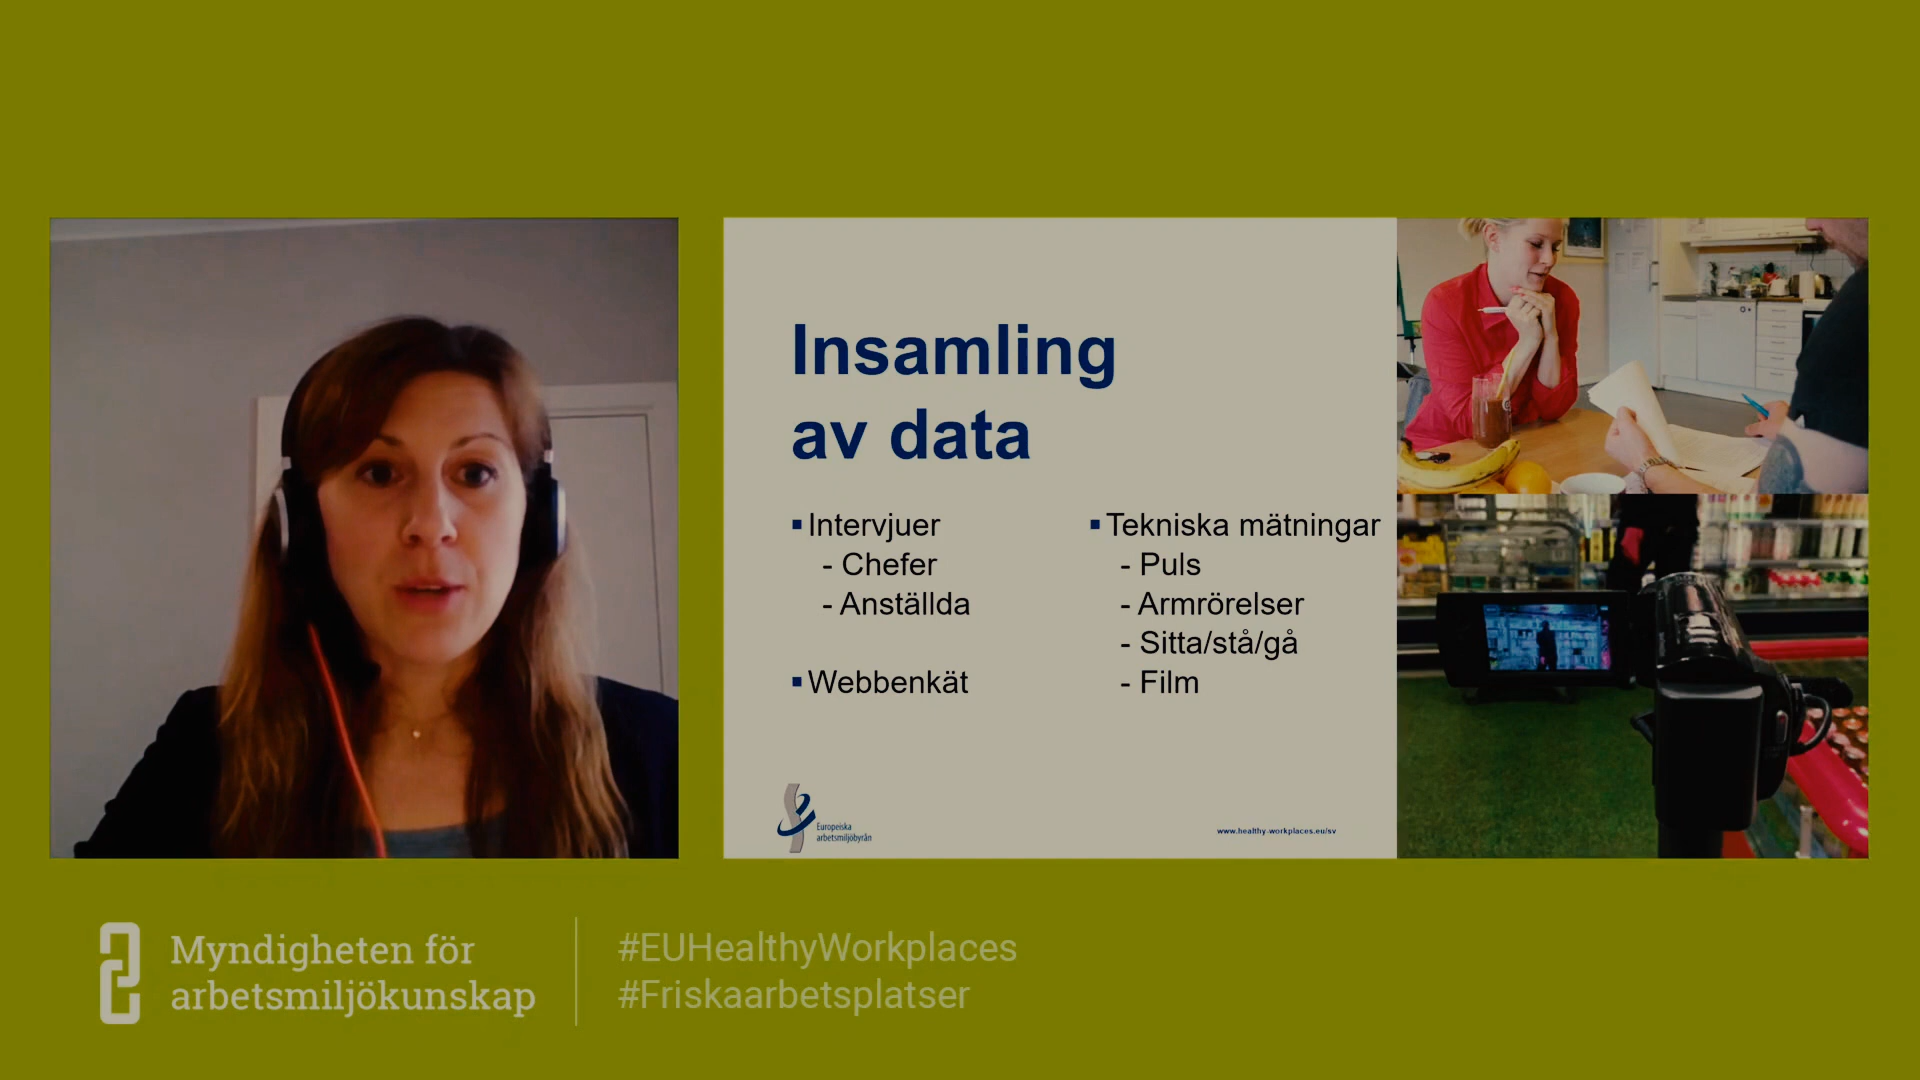 Insamling
av data
▪ Intervjuer
- Chefer
- Anställda
▪ Webbenkät
▪ Tekniska mätningar
- Puls
- Armrörelser
- Sitta/stå/gå
- Film
Europeiska
arbetsmiljöbyrån
www.healthy-workplaces.eu/sv
Myndigheten för
arbetsmiljökunskap
#EUHealthyWorkplaces
#Friskaarbetsplatser